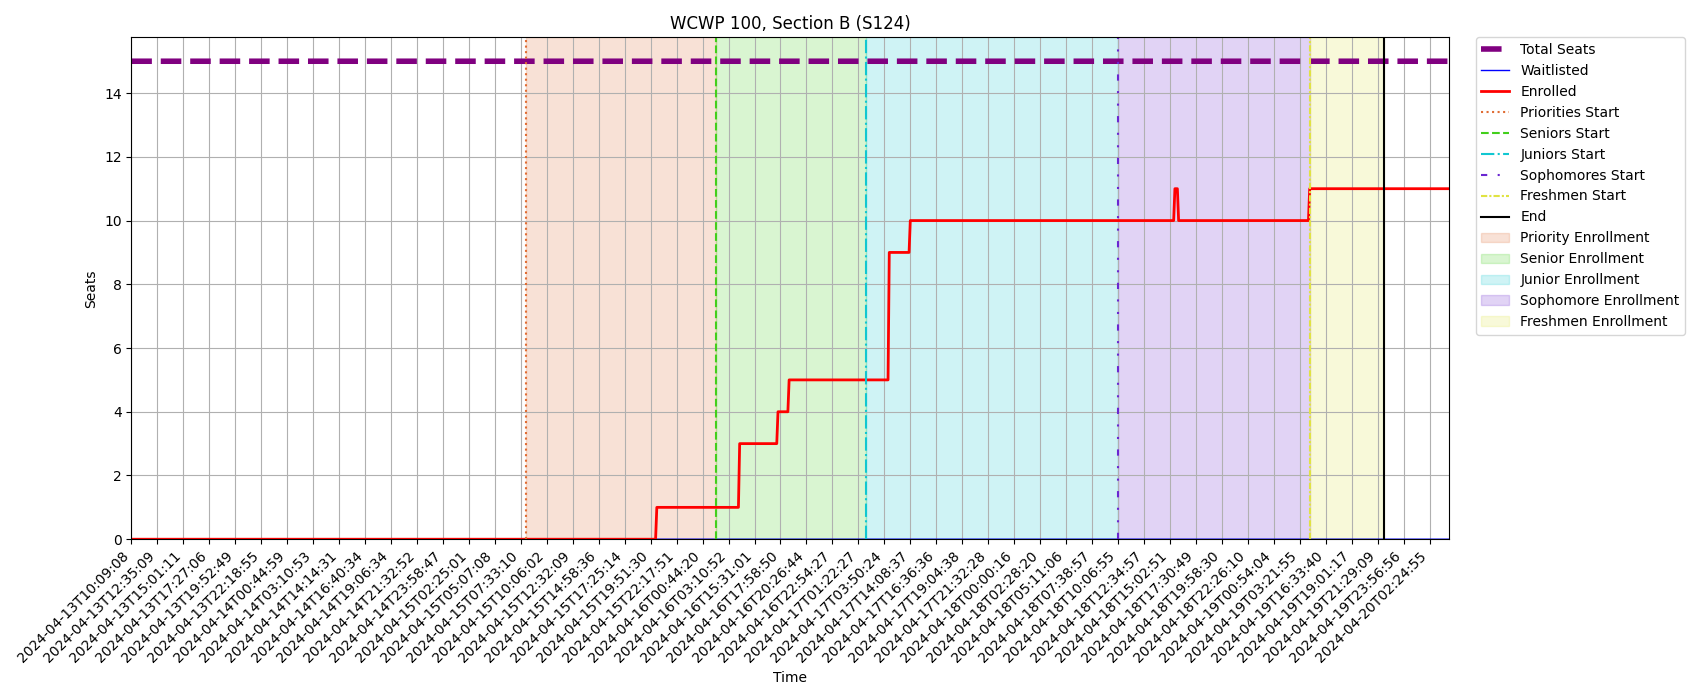 WCWP 100, Section B (S124)
Seats
14
12
10
8
6
4
2
0
2024-04-13T10:09:08
2024-04-13T12:35:09
2024-04-13T15:01:11
2024-04-13T17:27:06
2024-04-13T19:52:49
2024-04-13T22:18:55
2024-04-14T00:44:59
2024-04-14T03:10:53
2024-04-14T14:14:31
2024-04-14T16:40:34
2024-04-14T19:06:34
2024-04-14T21:32:52
2024-04-14T23:58:47
2024-04-15T02:25:01
2024-04-15T05:07:08
2024-04-15T07:33:10
2024-04-15T10:06:02
2024-04-15T12:32:09
2024-04-15T14:58:36
2024-04-15T17:25:14
2024-04-15T19:51:30
2024-04-15T22:17:51
2024-04-16T00:44:20
2024-04-16T03:10:52
2024-04-16T15:31:01
2024-04-16T17:58:50
2024-04-16T20:26:44
2024-04-16T22:54:27
2024-04-17T01:22:27
2024-04-17T03:50:24
2024-04-17T14:08:37
2024-04-17T16:36:36
2024-04-17T19:04:38
2024-04-17T21:32:28
2024-04-18T00:00:16
2024-04-18T02:28:20
2024-04-18T05:11:06
2024-04-18T07:38:57
2024-04-18T10:06:55
2024-04-18T12:34:57
2024-04-18T15:02:51
2024-04-18T17:30:49
2024-04-18T19:58:30
2024-04-18T22:26:10
2024-04-19T00:54:04
2024-04-19T03:21:55
2024-04-19T16:33:40
2024-04-19T19:01:17
2024-04-19T21:29:09
2024-04-19T23:56:56
2024-04-20T02:24:55
Time
Total Seats
Waitlisted
Enrolled
Priorities Start
Seniors Start
Juniors Start
Sophomores Start
Freshmen Start
End
Priority Enrollment
Senior Enrollment
Junior Enrollment
Sophomore Enrollment
Freshmen Enrollment